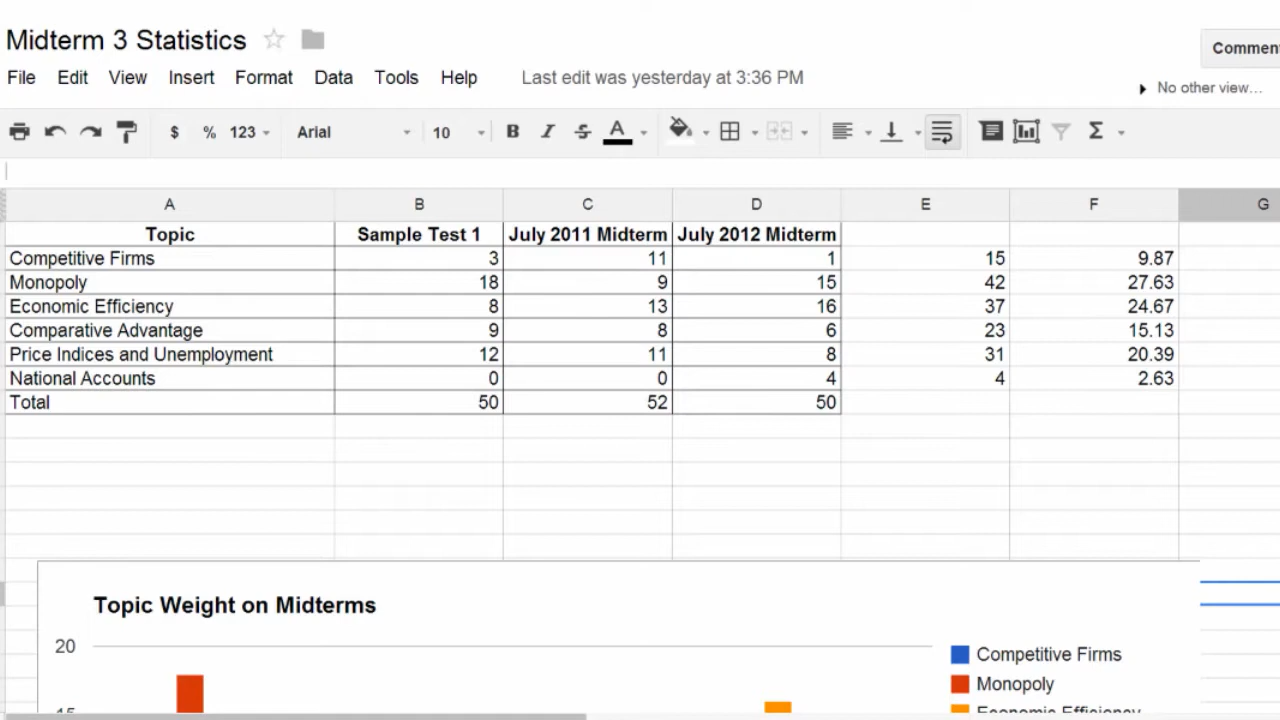 Midterm 3 Statistics
Comment
File Edit View Insert Format Data Tools Help Last edit was yesterday at 3:36 PM
No other view...
$ % 123 Arial 10 B I S A Σ
A B C D E F G
Topic Sample Test 1 July 2011 Midterm July 2012 Midterm
Competitive Firms 3 11 1 15 9.87
Monopoly 18 9 15 42 27.63
Economic Efficiency 8 13 16 37 24.67
Comparative Advantage 9 8 6 23 15.13
Price Indices and Unemployment 12 11 8 31 20.39
National Accounts 0 0 4 4 2.63
Total 50 52 50
Topic Weight on Midterms
20
Competitive Firms
Monopoly
15
Economic Efficiency